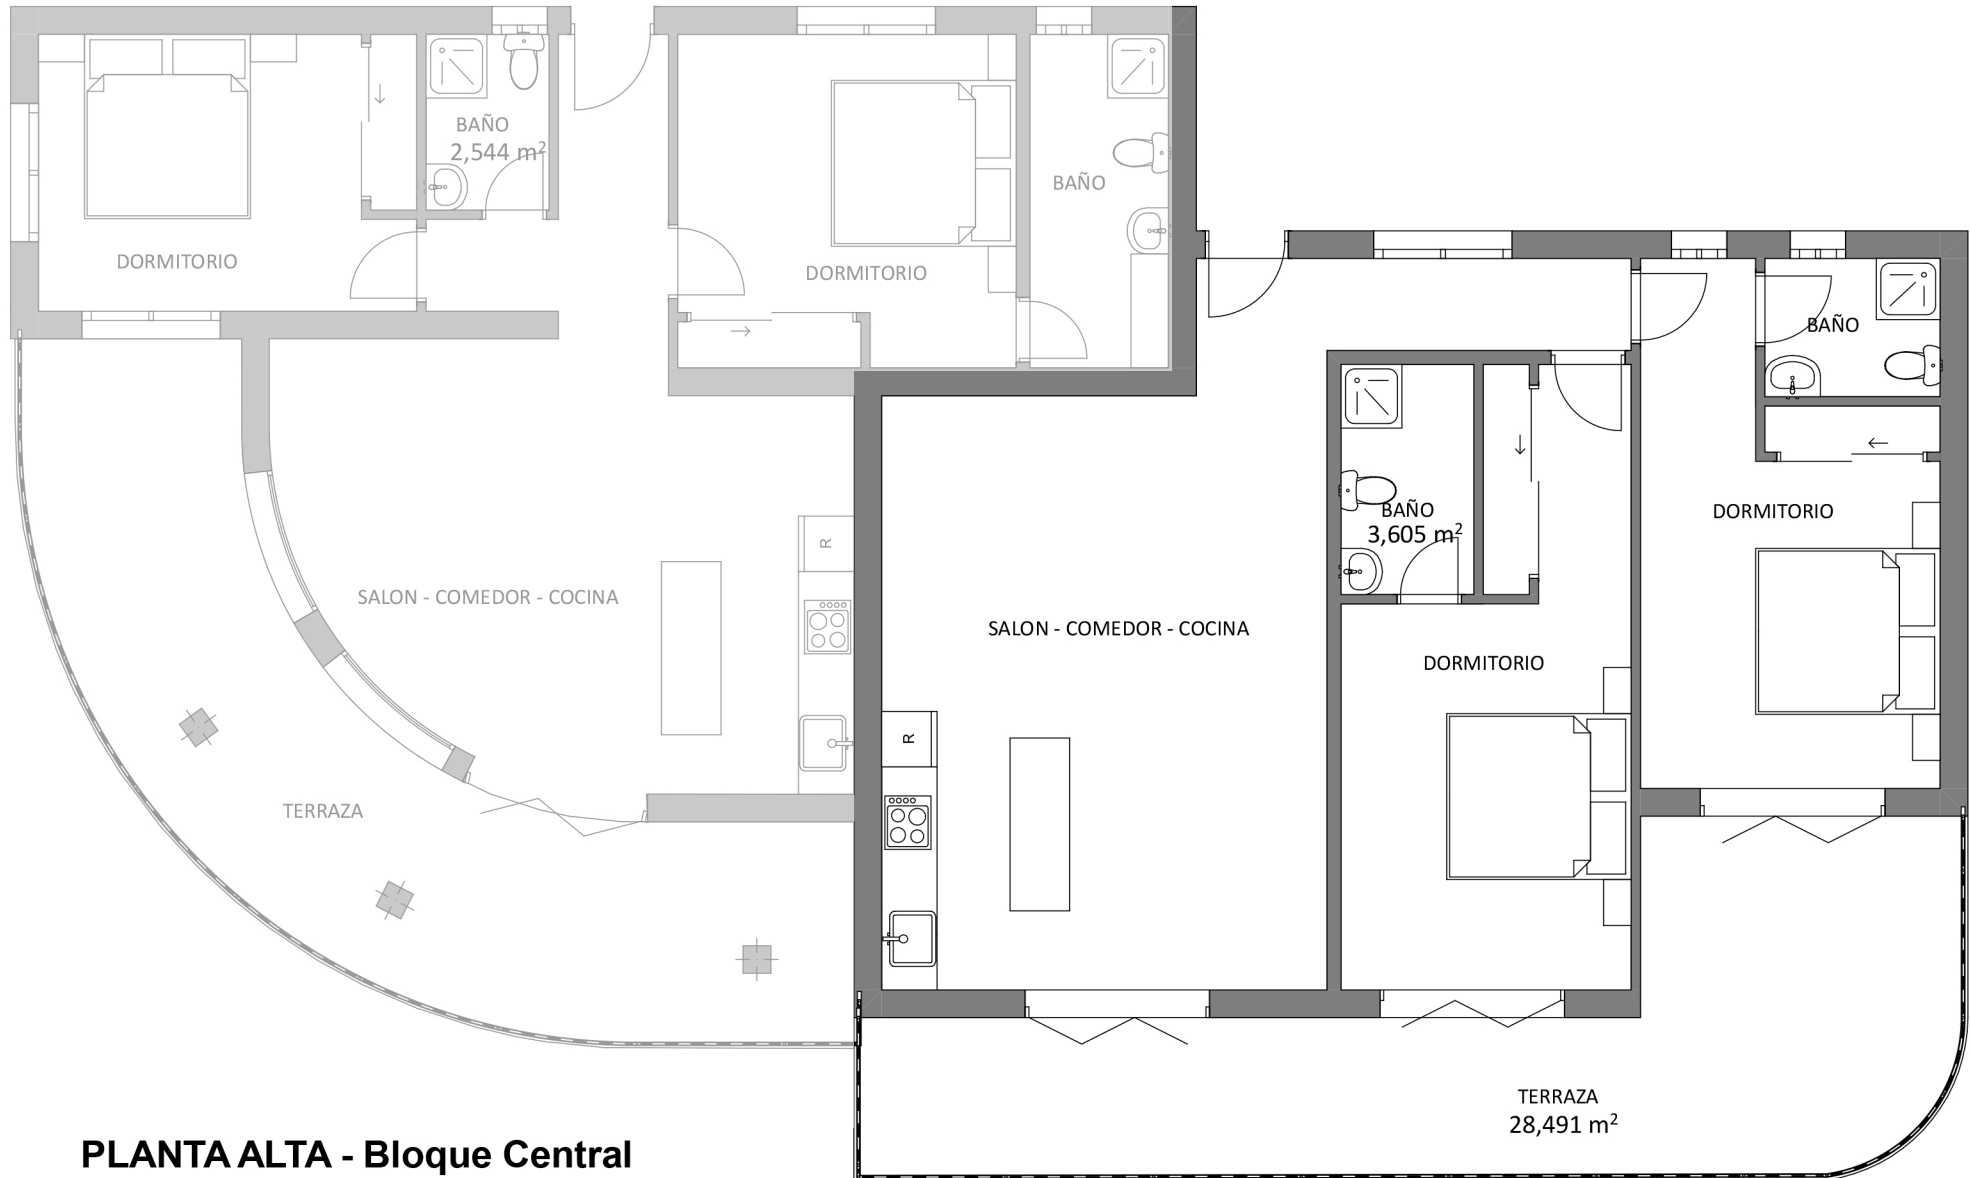 BAÑO
2,544 m²
BAÑO
DORMITORIO
DORMITORIO
BAÑO
DORMITORIO
BAÑO
3,605 m²
R
SALON - COMEDOR - COCINA
SALON - COMEDOR - COCINA
DORMITORIO
R
TERRAZA
TERRAZA
28,491 m²
PLANTA ALTA - Bloque Central